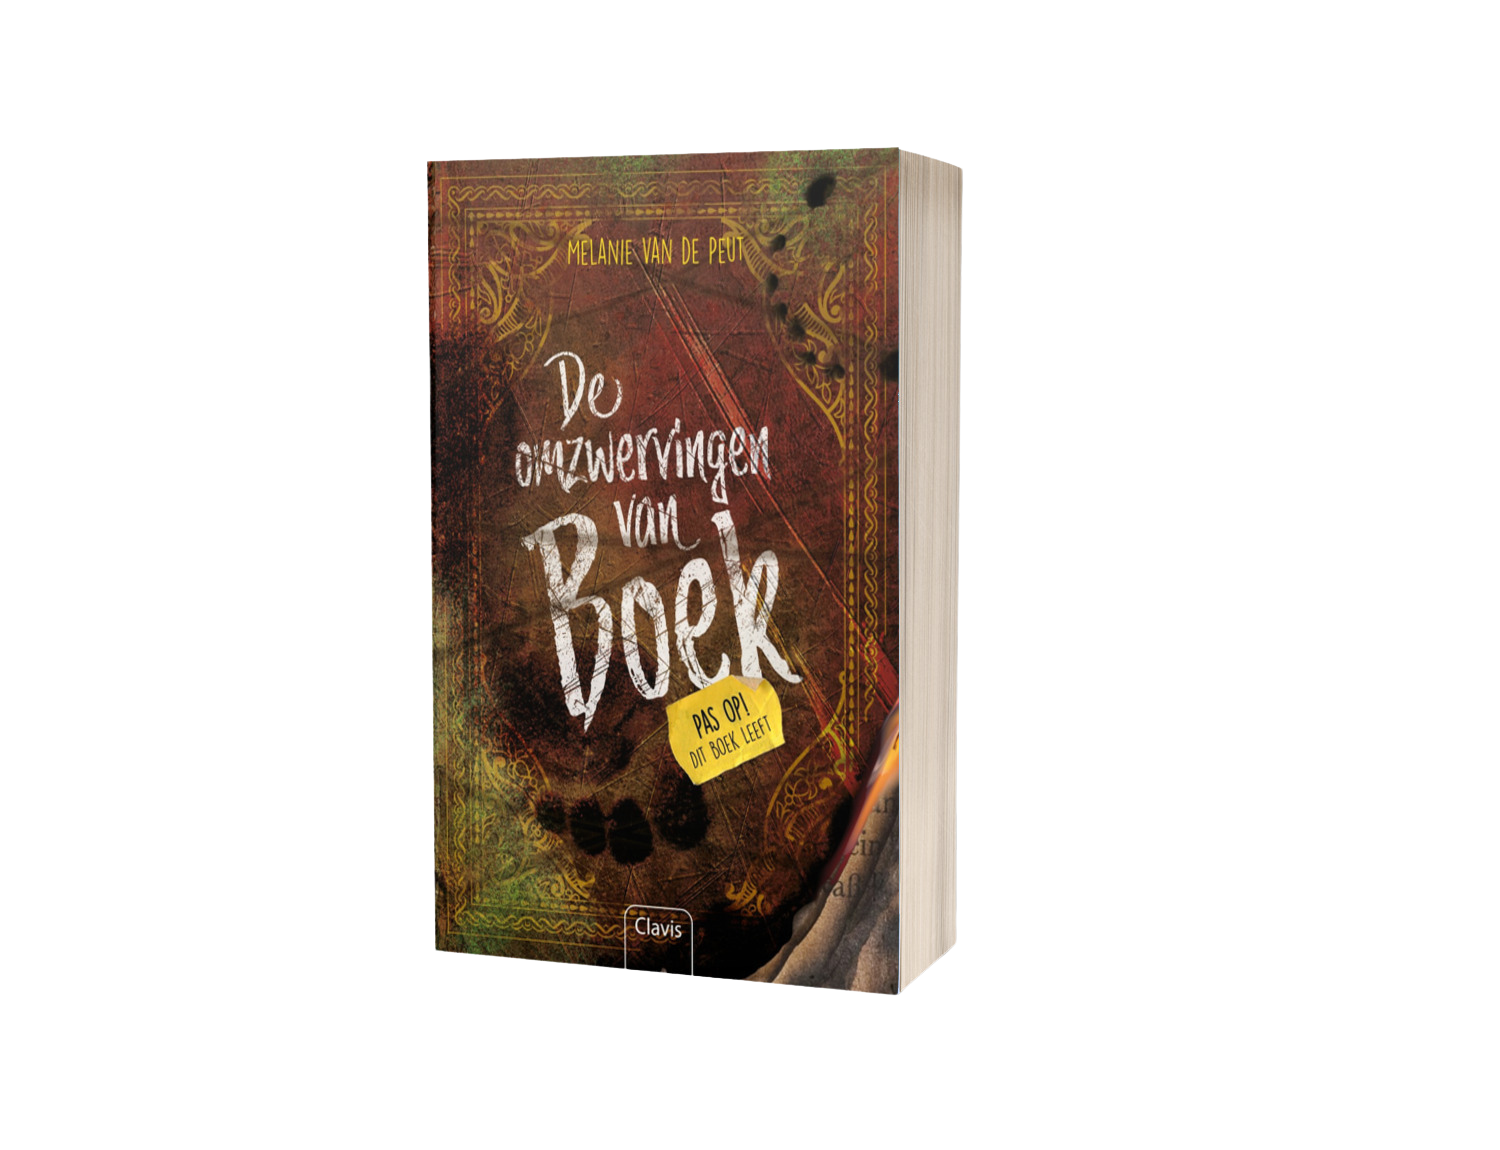 MELANIE VAN DE PEUT
De
omzwervingen
van
Boek
PAS OP!
DIT BOEK LEEFT
Clavis